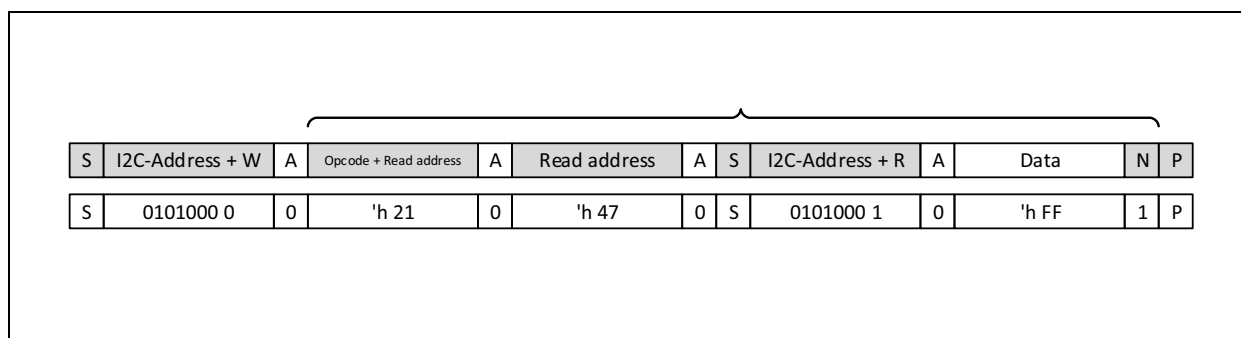 S I2C-Address + W A Opcode + Read address A Read address A S I2C-Address + R A Data N P
S 0101000 0 0 'h 21 0 'h 47 0 S 0101000 1 0 'h FF 1 P